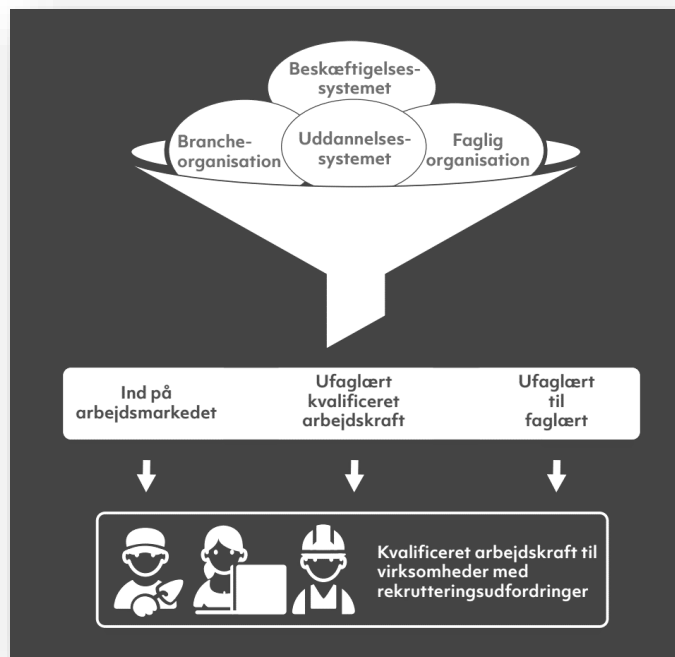 Beskæftigelses-
systemet
Branche-
organisation
Uddannelses-
systemet
Faglig
organisation
Ind på
arbejdsmarkedet
Ufaglært
kvalificeret
arbejdskraft
Ufaglært
til
faglært
Kvalificeret arbejdskraft til
virksomheder med
rekrutteringsudfordringer